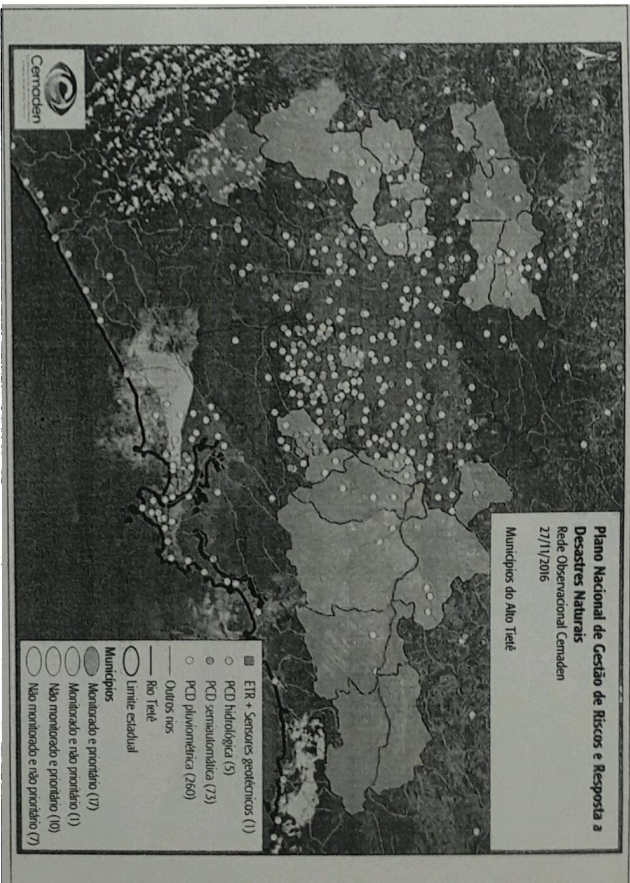 N
Plano Nacional de Gestão de Riscos e Resposta a
Desastres Naturais
Rede Observacional Cemaden
27/11/2016
Municípios do Alto Tietê
ETR + Sensores geotécnicos (1)
PCD hidrológica (5)
PCD semiautomática (73)
PCD pluviométrica (260)
Outros rios
Rio Tietê
Limite estadual
Municípios
Monitorado e prioritário (17)
Monitorado e não prioritário (1)
Não monitorado e prioritário (10)
Não monitorado e não prioritário (7)
Cemaden